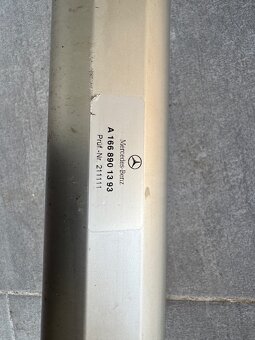 Mercedes-Benz
A 166 890 13 93
Prüf.-Nr. 211111